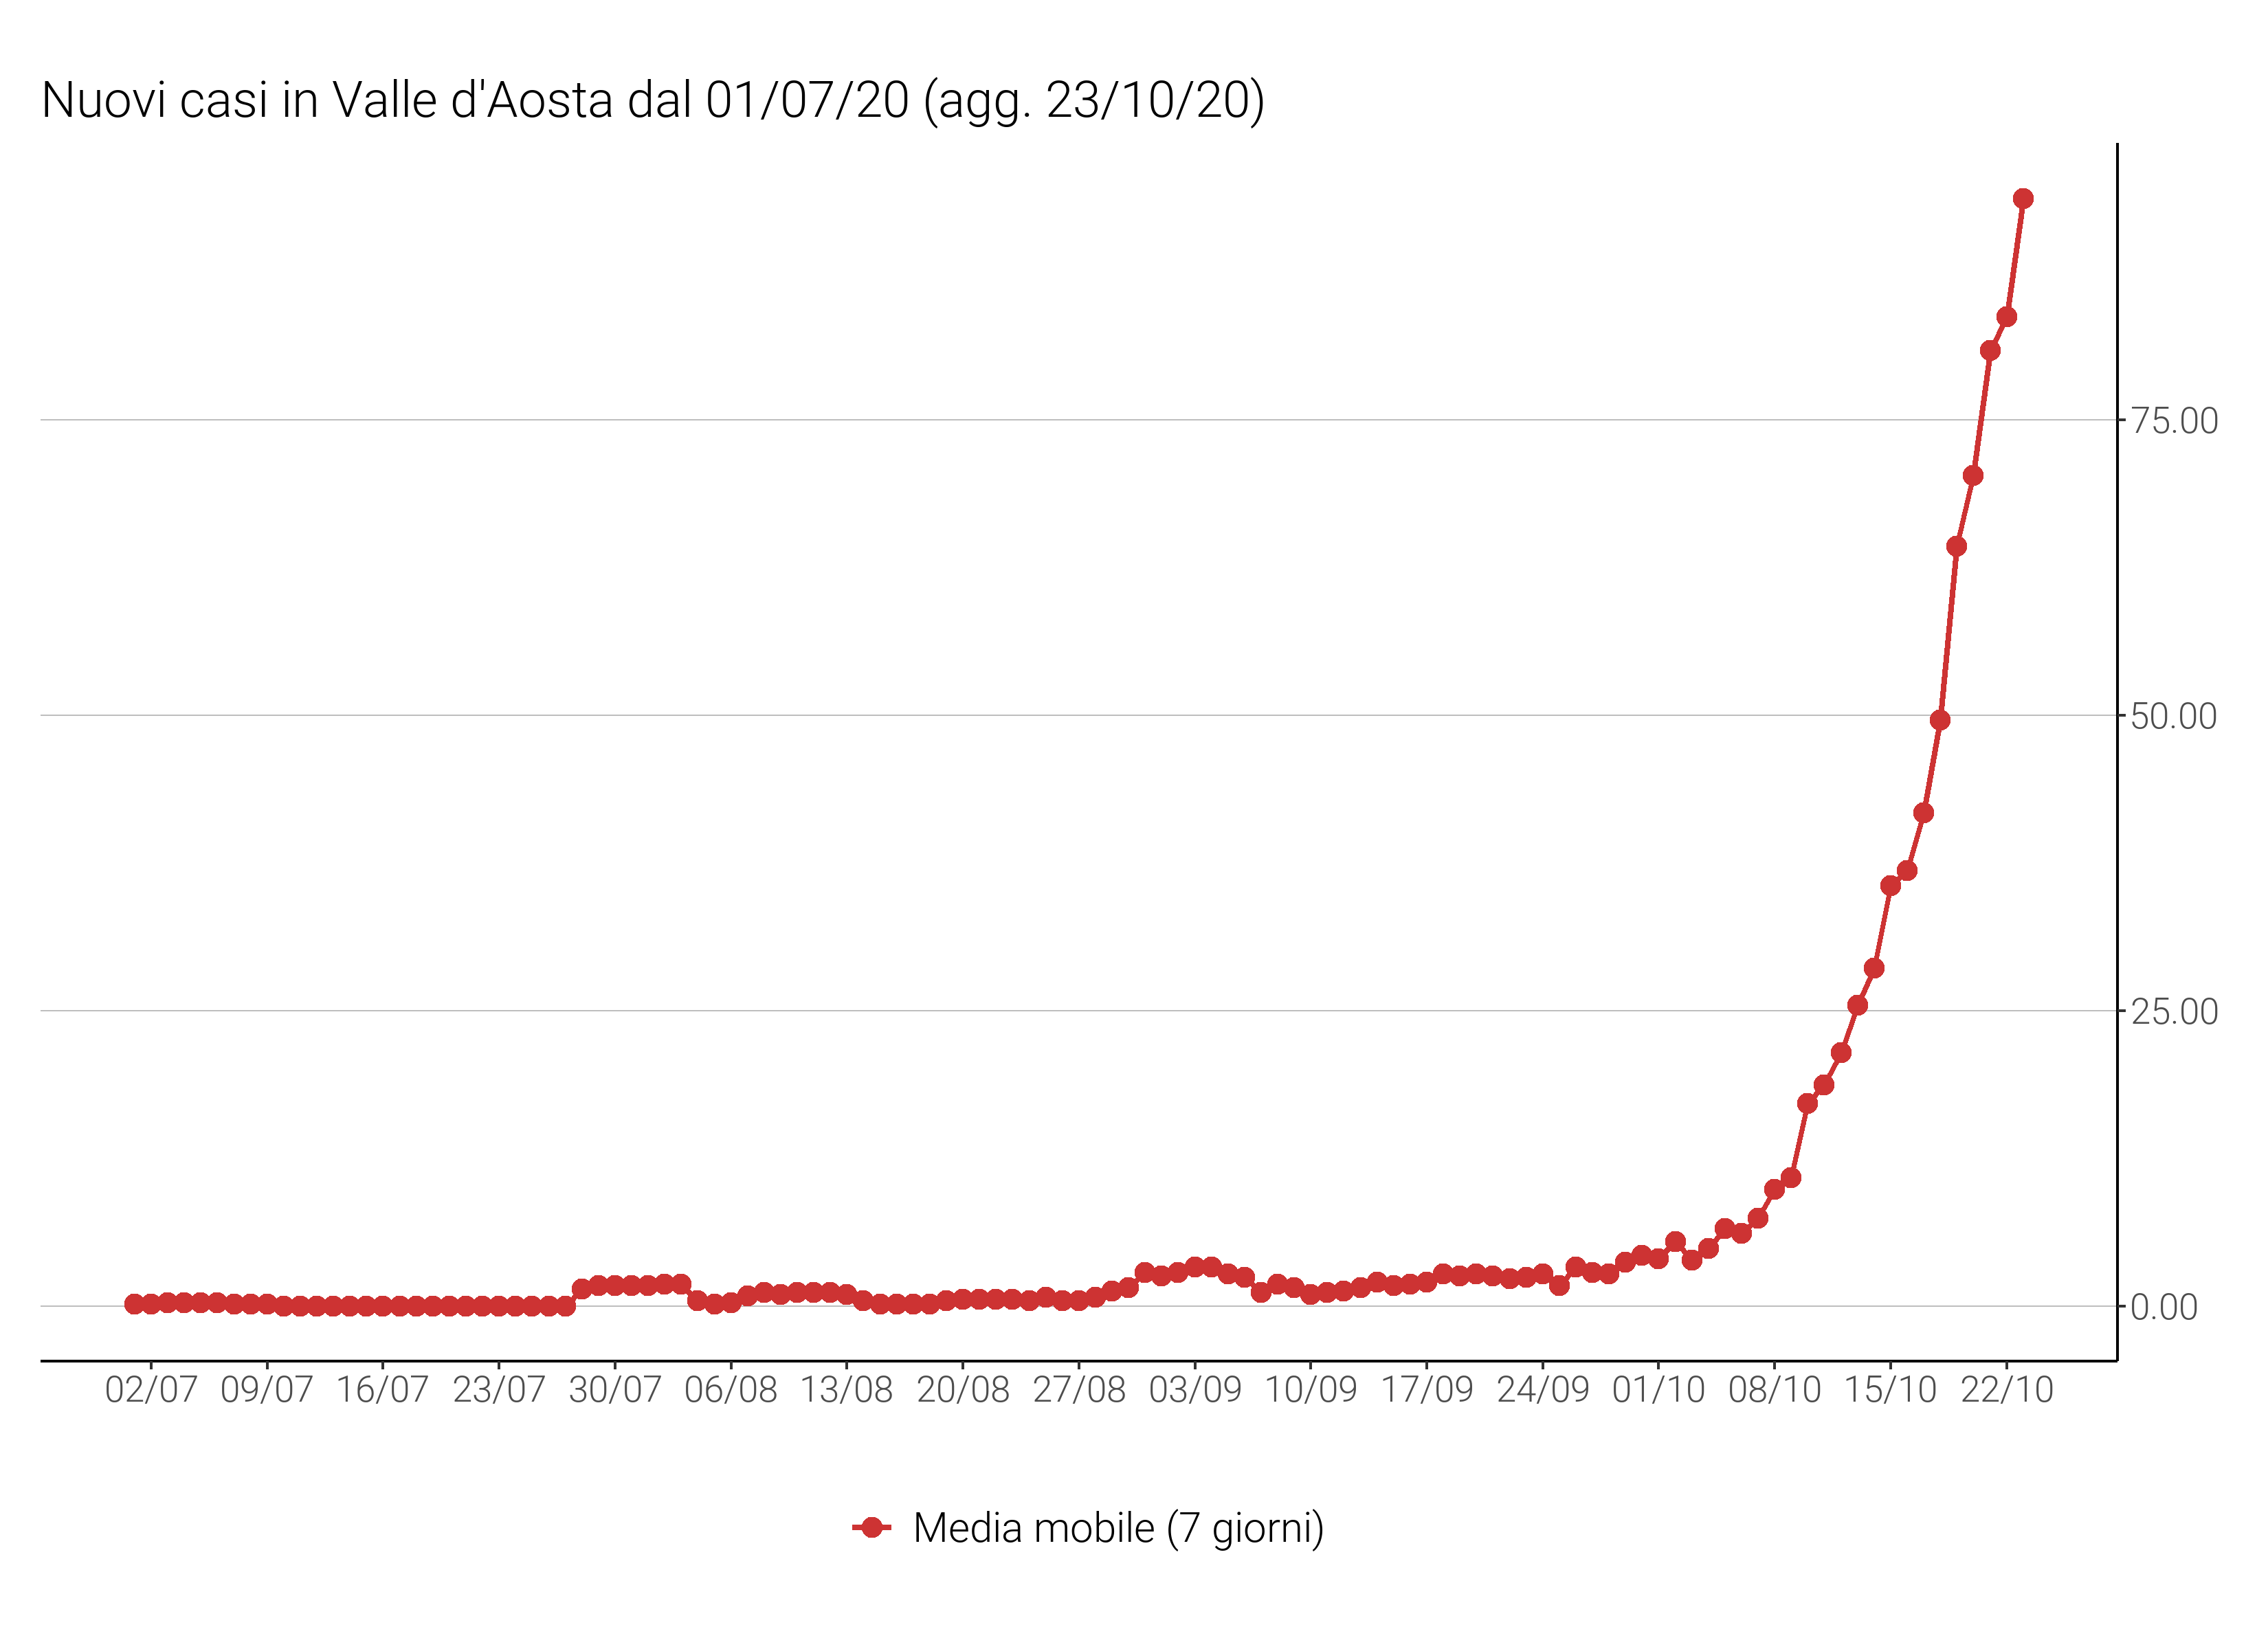 Nuovi casi in Valle d'Aosta dal 01/07/20 (agg. 23/10/20)
75.00
50.00
25.00
0.00
02/07 09/07 16/07 23/07 30/07 06/08 13/08 20/08 27/08 03/09 10/09 17/09 24/09 01/10 08/10 15/10 22/10
Media mobile (7 giorni)